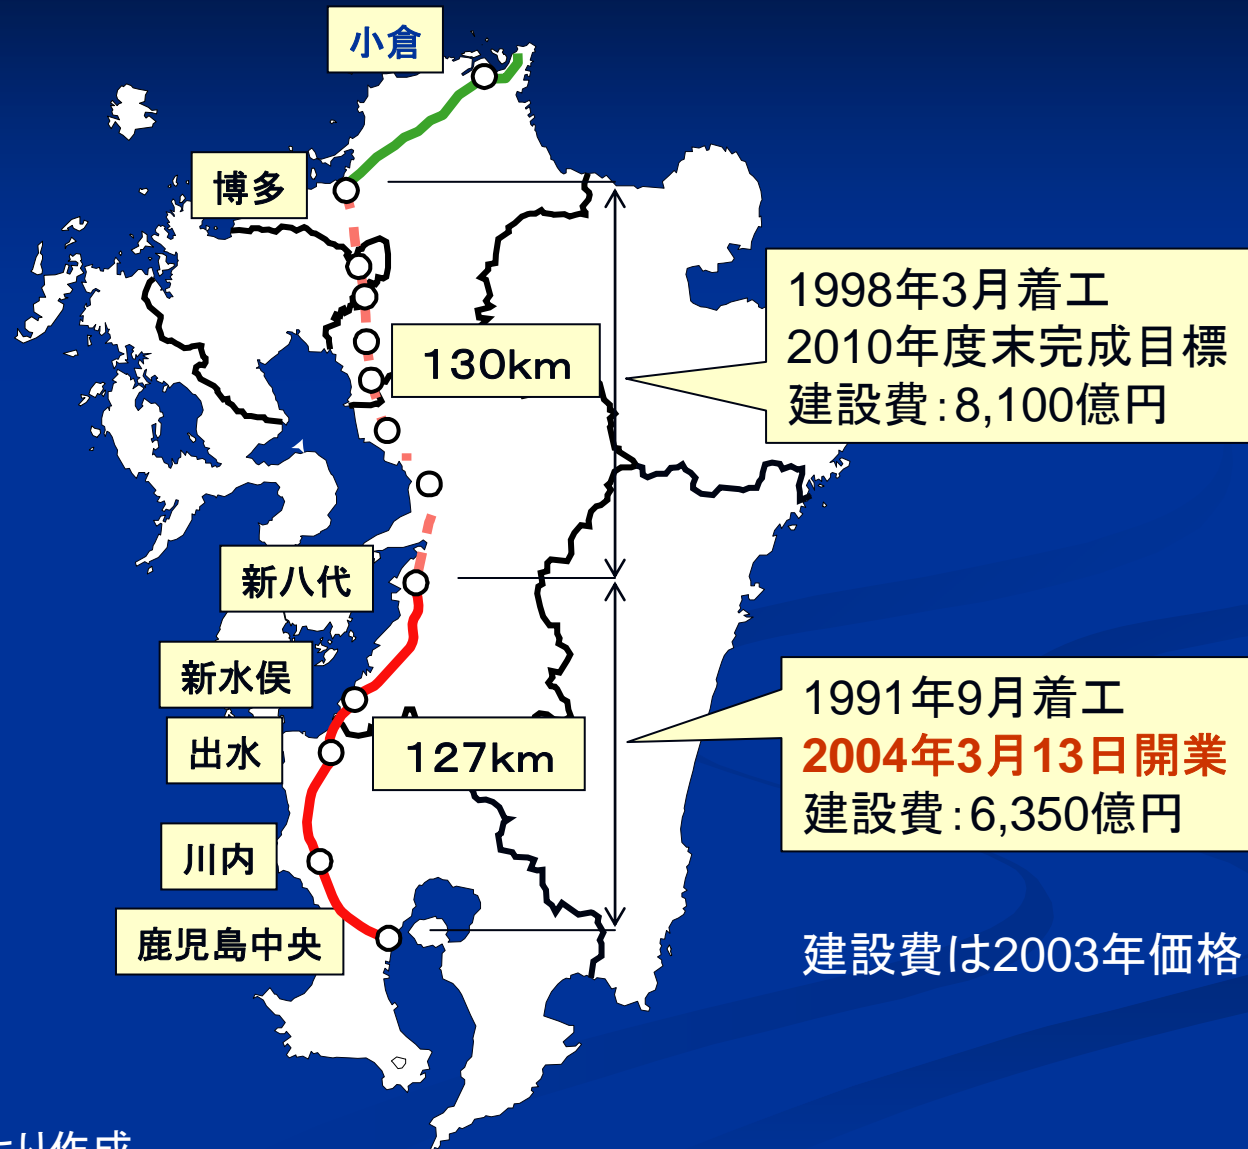 小倉
博多
1998年3月着工
2010年度末完成目標
建設費：8,100億円
130km
新八代
新水俣
出水
127km
1991年9月着工
2004年3月13日開業
建設費：6,350億円
川内
鹿児島中央
建設費は2003年価格
より作成